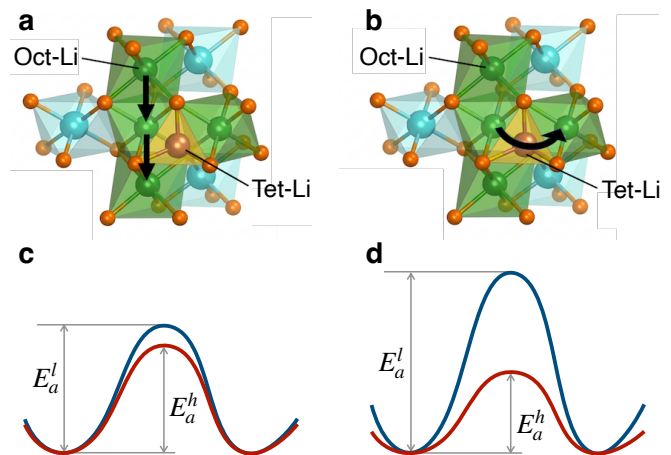 a
Oct-Li
Tet-Li
b
Oct-Li
Tet-Li
c
E_a^l
E_a^h
d
E_a^l
E_a^h